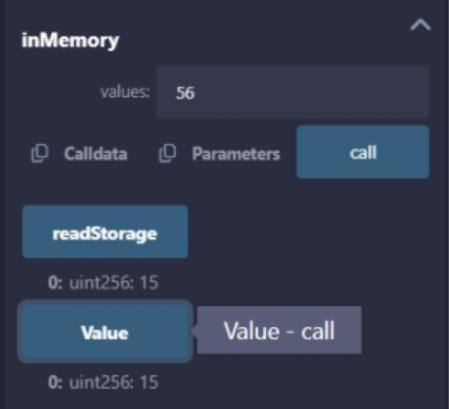 inMemory
values: 56
Calldata Parameters call
readStorage
0: uint256: 15
Value Value - call
0: uint256: 15